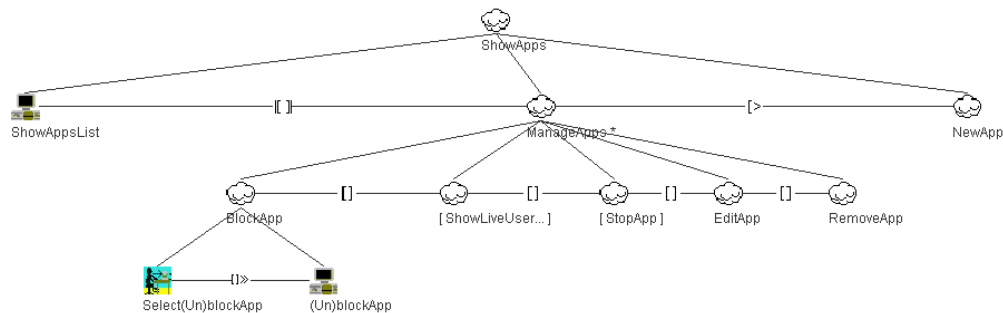 ShowApps
|[ ]|
[>
ShowAppsList
ManageApps *
NewApp
[ ]
[ ]
[ ]
[ ]
BlockApp
[ ShowLiveUser... ]
[ StopApp ]
EditApp
RemoveApp
[ ]»
Select(Un)blockApp
(Un)blockApp